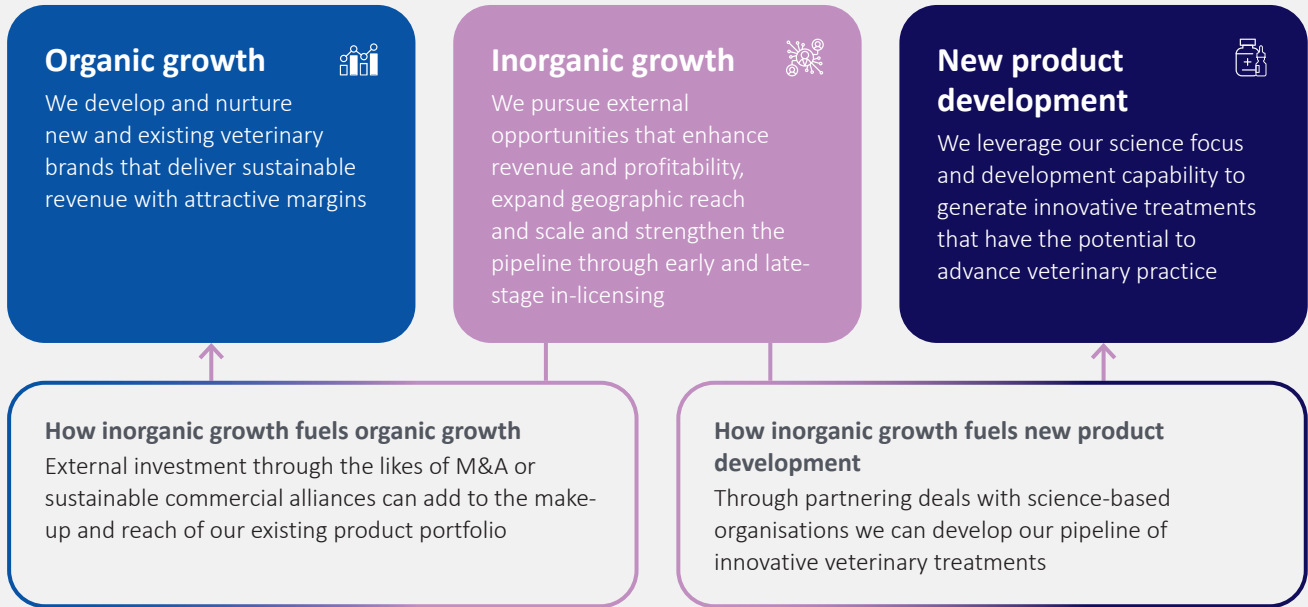 Organic growth
We develop and nurture
new and existing veterinary
brands that deliver sustainable
revenue with attractive margins
Inorganic growth
We pursue external
opportunities that enhance
revenue and profitability,
expand geographic reach
and scale and strengthen the
pipeline through early and late-
stage in-licensing
New product
development
We leverage our science focus
and development capability to
generate innovative treatments
that have the potential to
advance veterinary practice
How inorganic growth fuels organic growth
External investment through the likes of M&A or
sustainable commercial alliances can add to the make-
up and reach of our existing product portfolio
How inorganic growth fuels new product
development
Through partnering deals with science-based
organisations we can develop our pipeline of
innovative veterinary treatments